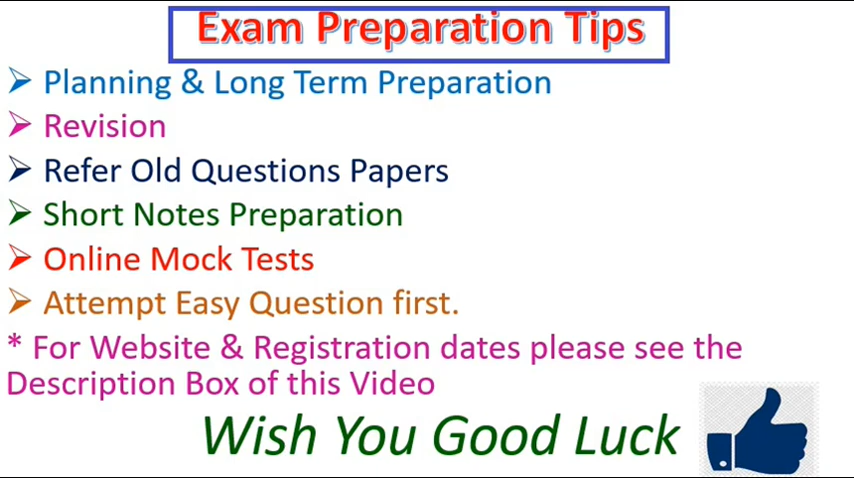 Exam Preparation Tips
➢ Planning & Long Term Preparation
➢ Revision
➢ Refer Old Questions Papers
➢ Short Notes Preparation
➢ Online Mock Tests
➢ Attempt Easy Question first.
* For Website & Registration dates please see the
Description Box of this Video
Wish You Good Luck